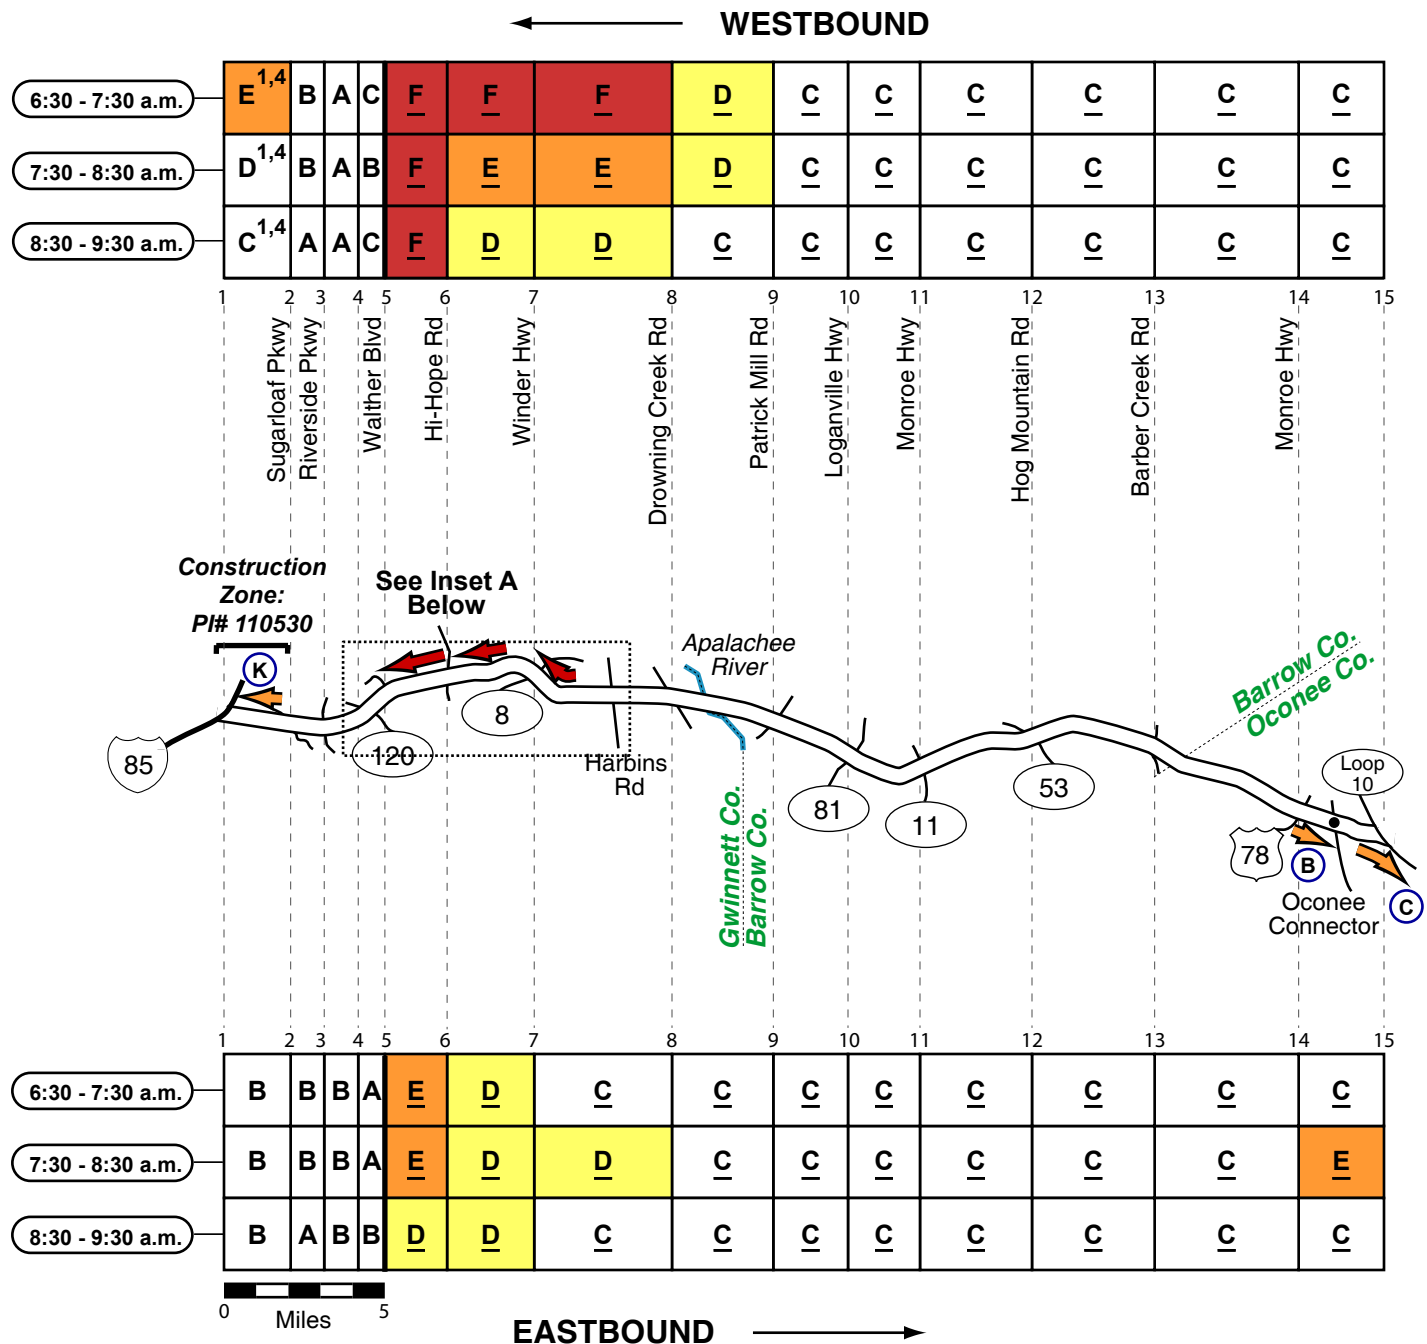 WESTBOUND
6:30 - 7:30 a.m. E1,4 B A C F F F D C C C C C C
7:30 - 8:30 a.m. D1,4 B A B F E E D C C C C C C
8:30 - 9:30 a.m. C1,4 A A C F D D C C C C C C C
1 2 3 4 5 6 7 8 9 10 11 12 13 14 15
Sugarloaf Pkwy
Riverside Pkwy
Walther Blvd
Hi-Hope Rd
Winder Hwy
Drowning Creek Rd
Patrick Mill Rd
Loganville Hwy
Monroe Hwy
Hog Mountain Rd
Barber Creek Rd
Monroe Hwy
Construction
Zone:
PI# 110530
See Inset A
Below
K
Apalachee
River
Barrow Co.
Oconee Co.
85
120
8
Harbins
Rd
Gwinnett Co.
Barrow Co.
81
11
53
Loop
10
78
B
C
Oconee
Connector
1 2 3 4 5 6 7 8 9 10 11 12 13 14 15
6:30 - 7:30 a.m. B B B A E D C C C C C C C C
7:30 - 8:30 a.m. B B B A E D D C C C C C C E
8:30 - 9:30 a.m. B A B B D D C C C C C C C C
0 5
Miles
EASTBOUND